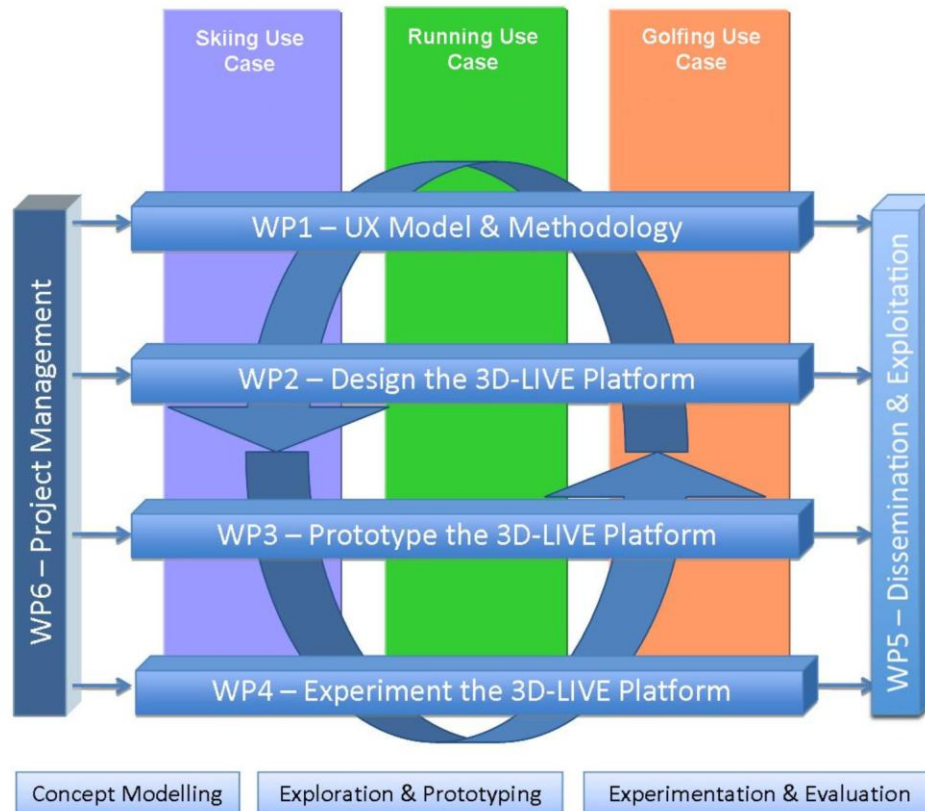 Skiing Use
Case
Running Use
Case
Golfing Use
Case
WP6 – Project Management
WP1 – UX Model & Methodology
WP2 – Design the 3D-LIVE Platform
WP3 – Prototype the 3D-LIVE Platform
WP4 – Experiment the 3D-LIVE Platform
WP5 – Dissemination & Exploitation
Concept Modelling
Exploration & Prototyping
Experimentation & Evaluation